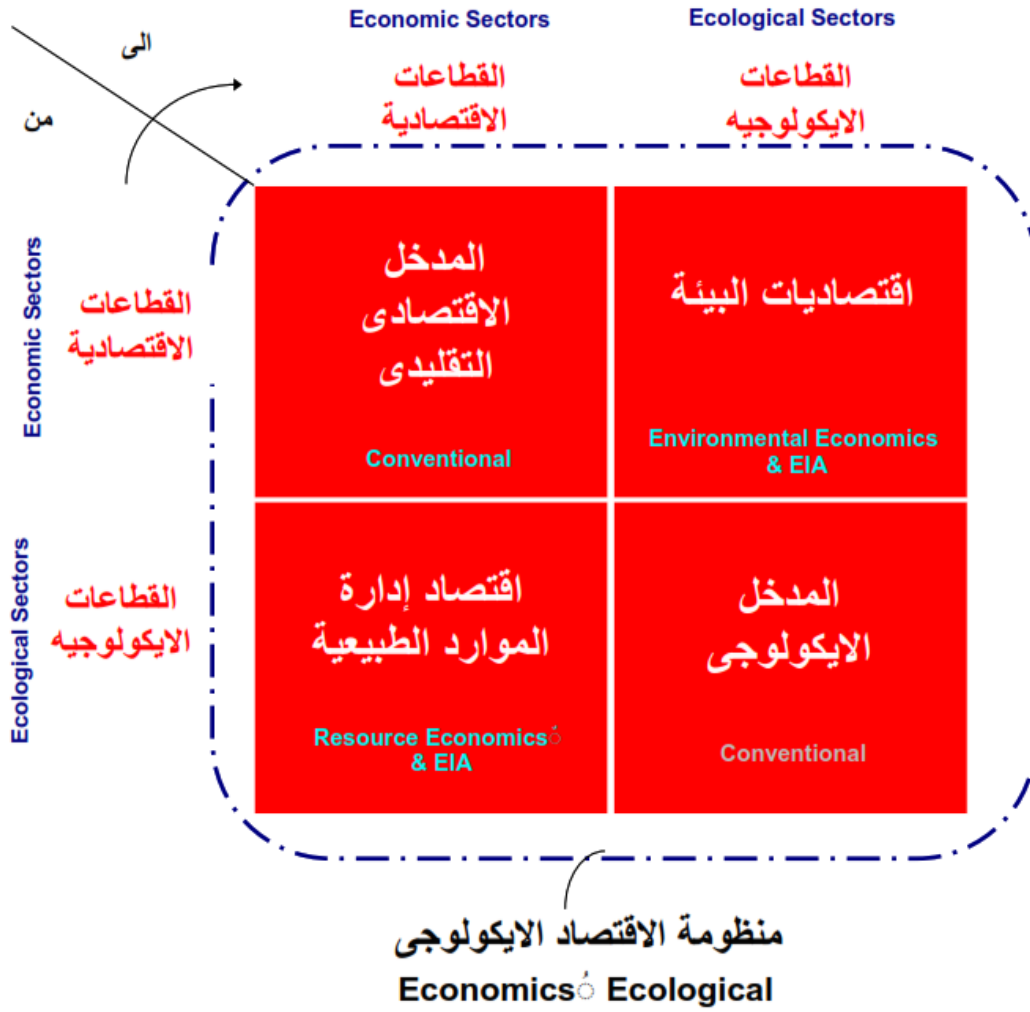 Economic Sectors
Ecological Sectors
الى
من
القطاعات
الاقتصادية
القطاعات
الايكولوجيه
Economic Sectors
القطاعات
الاقتصادية
المدخل
الاقتصادى
التقليدى
Conventional
اقتصاديات البيئة
Environmental Economics
& EIA
Ecological Sectors
القطاعات
الايكولوجيه
اقتصاد إدارة
الموارد الطبيعية
Resource Economicsُ
& EIA
المدخل
الايكولوجى
Conventional
منظومة الاقتصاد الايكولوجى
Economicsُ Ecological